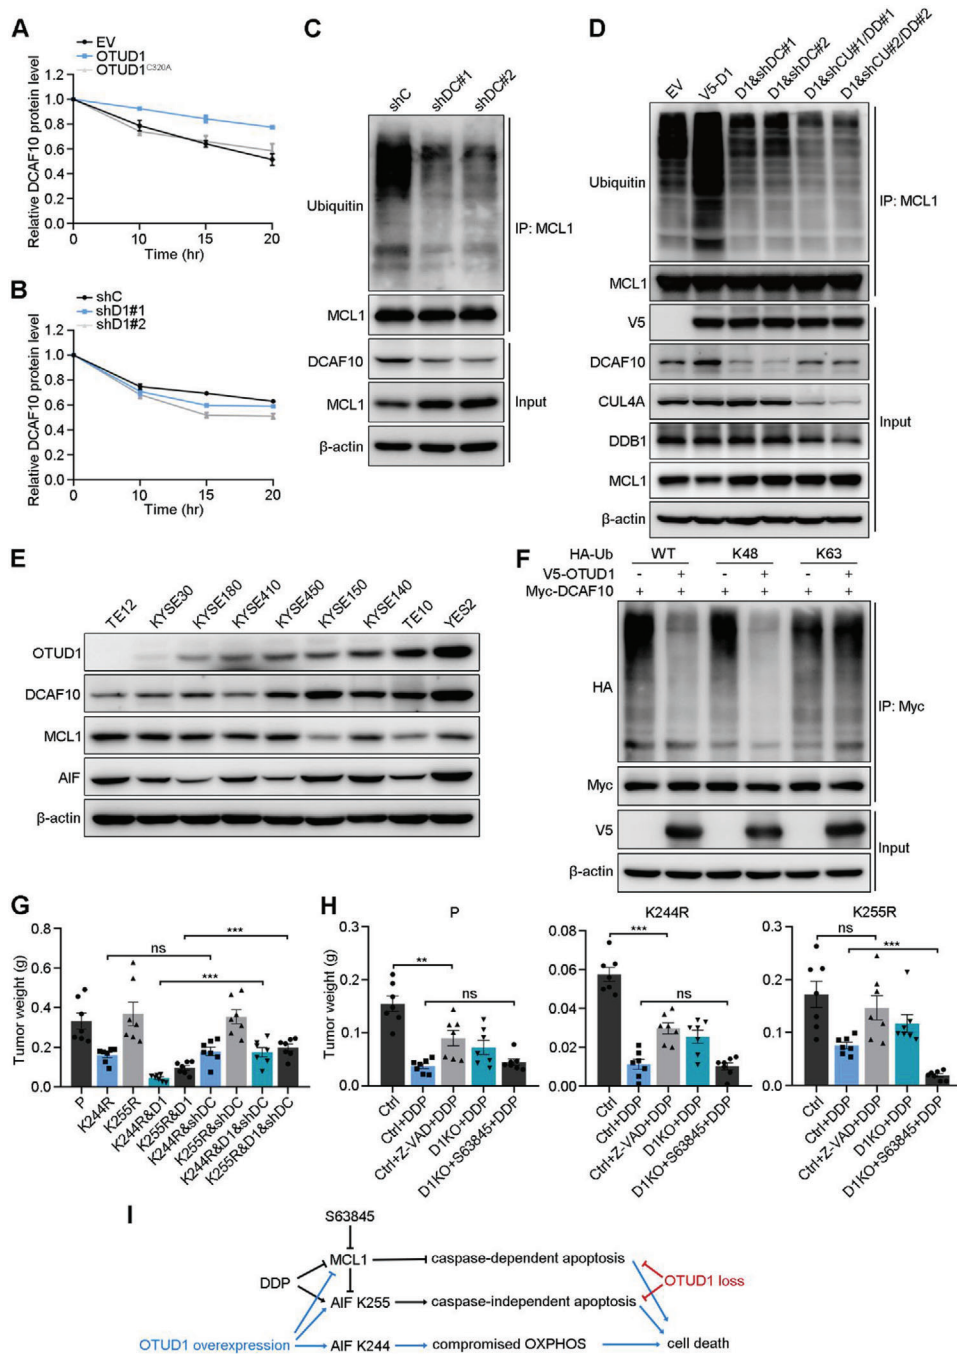 A
EV
OTUD1
OTUD1C320A
Relative DCAF10 protein level
1.2
1.0
0.8
0.6
0.4
0.2
0.0
0 10 15 20
Time (hr)
B
shC
shD1#1
shD1#2
Relative DCAF10 protein level
1.2
1.0
0.8
0.6
0.4
0.2
0.0
0 10 15 20
Time (hr)
C
shC shDC#1 shDC#2
Ubiquitin
IP: MCL1
MCL1
DCAF10
MCL1
Input
β-actin
D
EV V5-D1 D1&shDC#1 D1&shDC#2 D1&shCU#1/DD#1 D1&shCU#2/DD#2
Ubiquitin
IP: MCL1
MCL1
V5
DCAF10
CUL4A
Input
DDB1
MCL1
β-actin
E
TE12 KYSE30 KYSE180 KYSE410 KYSE450 KYSE150 KYSE140 TE10 YES2
OTUD1
DCAF10
MCL1
AIF
β-actin
F
HA-Ub WT K48 K63
V5-OTUD1 - + - + - +
Myc-DCAF10 + + + + + +
HA
IP: Myc
Myc
V5
Input
β-actin
G
Tumor weight (g)
0.8
0.6
0.4
0.2
0.0
ns
***
***
P K244R K255R K244R&D1 K255R&D1 K244R&shDC K255R&shDC K244R&D1&shDC K255R&D1&shDC
H
P
Tumor weight (g)
0.3
0.2
0.1
0.0
**
ns
Ctrl Ctrl+DDP Ctrl+Z-VAD+DDP D1KO+DDP D1KO+S63845+DDP
K244R
0.08
0.06
0.04
0.02
0.00
***
ns
Ctrl Ctrl+DDP Ctrl+Z-VAD+DDP D1KO+DDP D1KO+S63845+DDP
K255R
0.3
0.2
0.1
0.0
ns
***
Ctrl Ctrl+DDP Ctrl+Z-VAD+DDP D1KO+DDP D1KO+S63845+DDP
I
S63845
MCL1 caspase-dependent apoptosis
DDP OTUD1 loss
AIF K255 caspase-independent apoptosis
OTUD1 overexpression AIF K244 compromised OXPHOS cell death